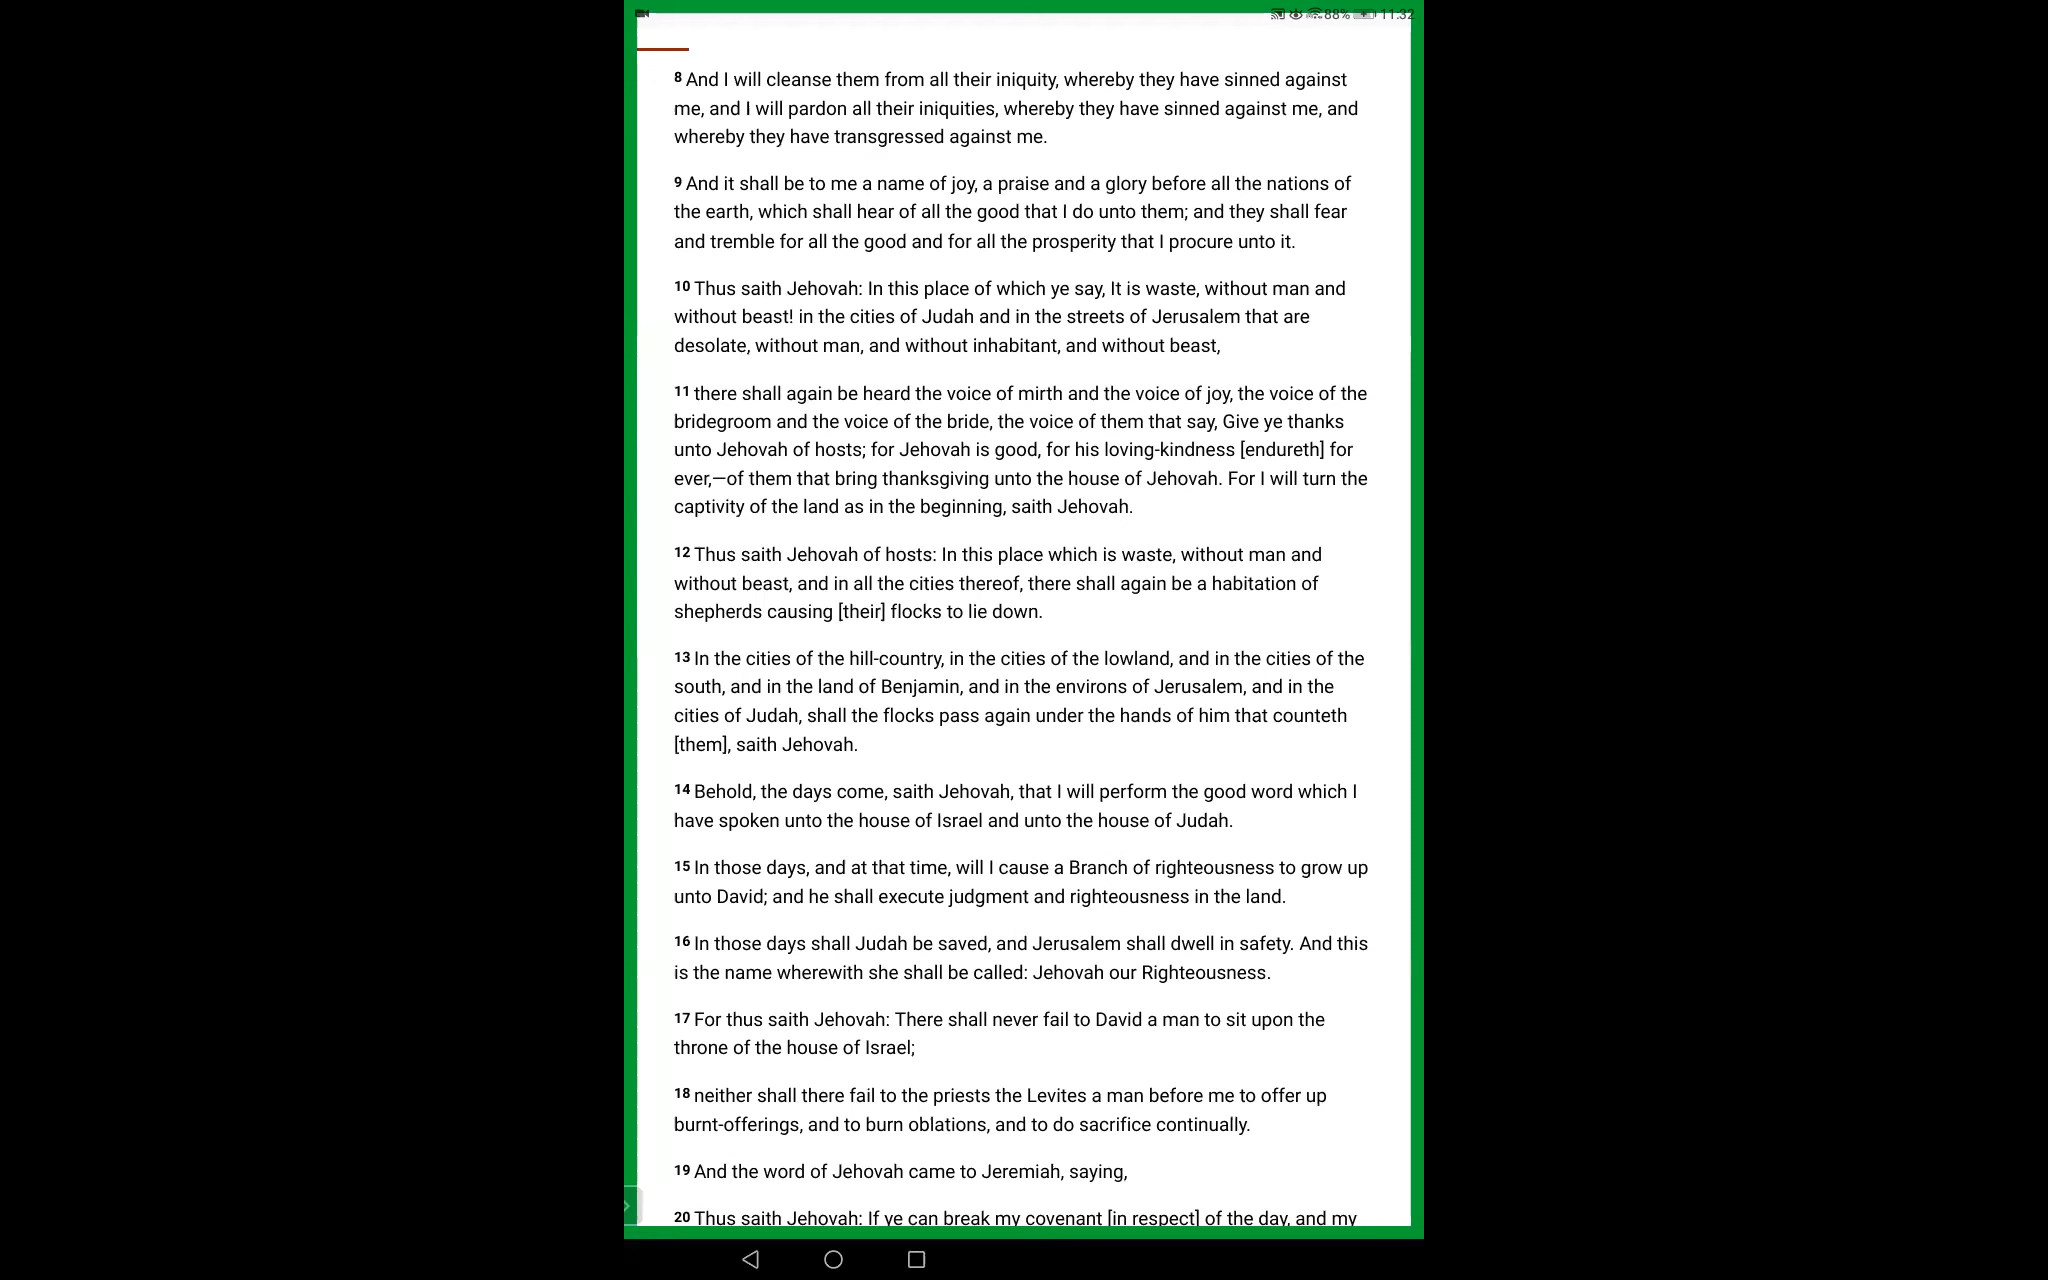 88% 11:32
8 And I will cleanse them from all their iniquity, whereby they have sinned against
me, and I will pardon all their iniquities, whereby they have sinned against me, and
whereby they have transgressed against me.
9 And it shall be to me a name of joy, a praise and a glory before all the nations of
the earth, which shall hear of all the good that I do unto them; and they shall fear
and tremble for all the good and for all the prosperity that I procure unto it.
10 Thus saith Jehovah: In this place of which ye say, It is waste, without man and
without beast! in the cities of Judah and in the streets of Jerusalem that are
desolate, without man, and without inhabitant, and without beast,
11 there shall again be heard the voice of mirth and the voice of joy, the voice of the
bridegroom and the voice of the bride, the voice of them that say, Give ye thanks
unto Jehovah of hosts; for Jehovah is good, for his loving-kindness [endureth] for
ever,—of them that bring thanksgiving unto the house of Jehovah. For I will turn the
captivity of the land as in the beginning, saith Jehovah.
12 Thus saith Jehovah of hosts: In this place which is waste, without man and
without beast, and in all the cities thereof, there shall again be a habitation of
shepherds causing [their] flocks to lie down.
13 In the cities of the hill-country, in the cities of the lowland, and in the cities of the
south, and in the land of Benjamin, and in the environs of Jerusalem, and in the
cities of Judah, shall the flocks pass again under the hands of him that counteth
[them], saith Jehovah.
14 Behold, the days come, saith Jehovah, that I will perform the good word which I
have spoken unto the house of Israel and unto the house of Judah.
15 In those days, and at that time, will I cause a Branch of righteousness to grow up
unto David; and he shall execute judgment and righteousness in the land.
16 In those days shall Judah be saved, and Jerusalem shall dwell in safety. And this
is the name wherewith she shall be called: Jehovah our Righteousness.
17 For thus saith Jehovah: There shall never fail to David a man to sit upon the
throne of the house of Israel;
18 neither shall there fail to the priests the Levites a man before me to offer up
burnt-offerings, and to burn oblations, and to do sacrifice continually.
19 And the word of Jehovah came to Jeremiah, saying,
20 Thus saith Jehovah: If ye can break my covenant [in respect] of the day, and my